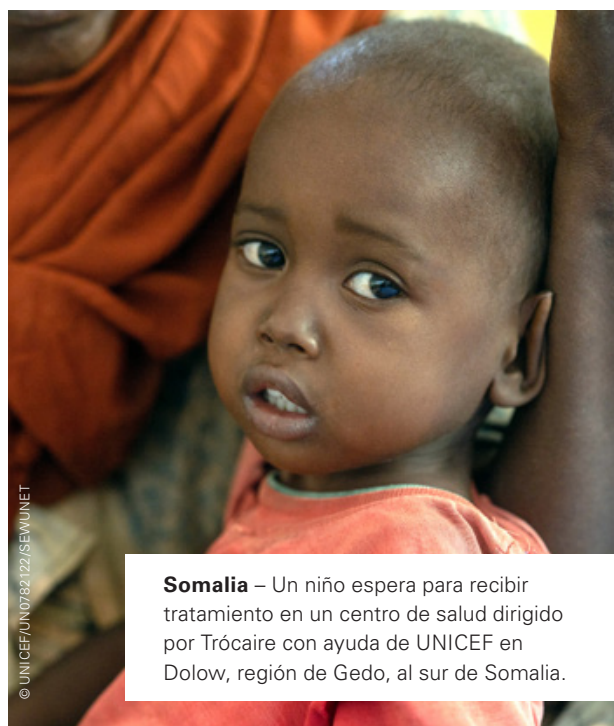 © UNICEF/UN0782122/SEWUNET
Somalia – Un niño espera para recibir
tratamiento en un centro de salud dirigido
por Trócaire con ayuda de UNICEF en
Dolow, región de Gedo, al sur de Somalia.